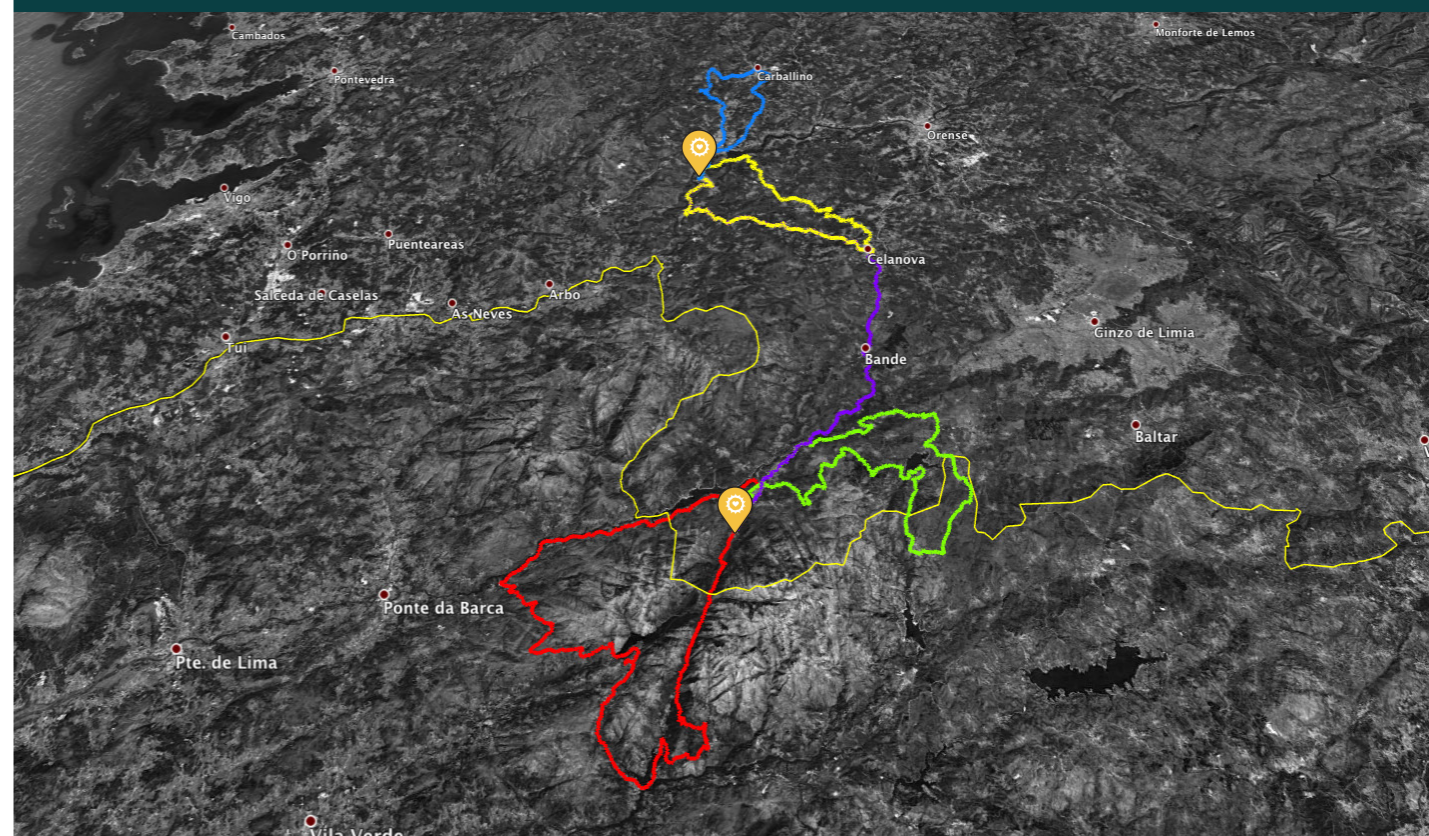 Cambados
Monforte de Lemos
Pontevedra
Carballino
Orense
Vigo
Puenteareas
O Porriño
Celanova
Salceda de Caselas
Arbo
As Neves
Ginzo de Limia
Tui
Bande
Baltar
Ponte da Barca
Pte. de Lima
Vila Verde